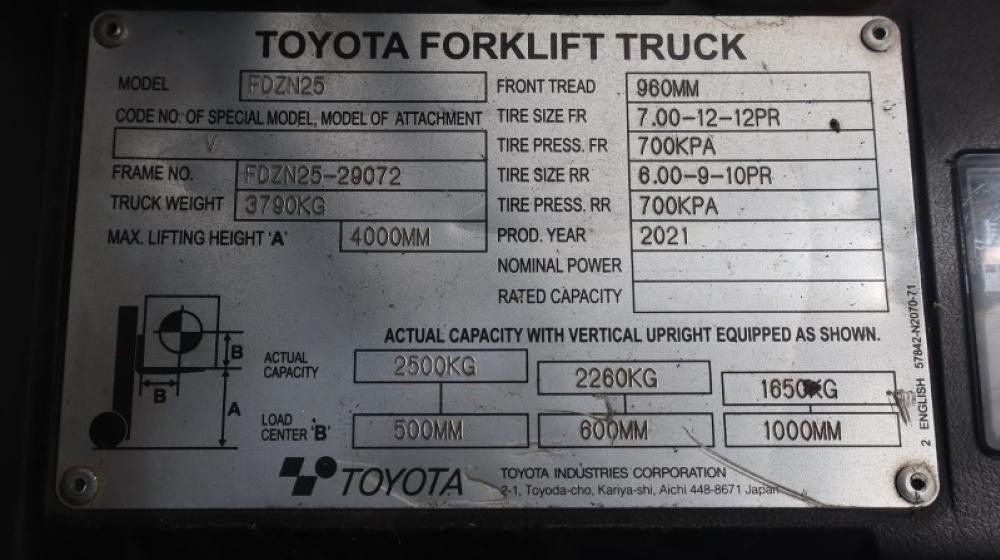 TOYOTA FORKLIFT TRUCK
MODEL FDZN25
CODE NO. OF SPECIAL MODEL, MODEL OF ATTACHMENT
V
FRAME NO. FDZN25-29072
TRUCK WEIGHT 3790KG
MAX. LIFTING HEIGHT 'A' 4000MM
FRONT TREAD 960MM
TIRE SIZE FR 7.00-12-12PR
TIRE PRESS. FR 700KPA
TIRE SIZE RR 6.00-9-10PR
TIRE PRESS. RR 700KPA
PROD. YEAR 2021
NOMINAL POWER
RATED CAPACITY
B
B
A
ACTUAL CAPACITY WITH VERTICAL UPRIGHT EQUIPPED AS SHOWN.
ACTUAL CAPACITY 2500KG 2260KG 1650KG
LOAD CENTER 'B' 500MM 600MM 1000MM
TOYOTA
TOYOTA INDUSTRIES CORPORATION
2-1, Toyoda-cho, Kariya-shi, Aichi 448-8671 Japan
2 ENGLISH 57842-N2070-71